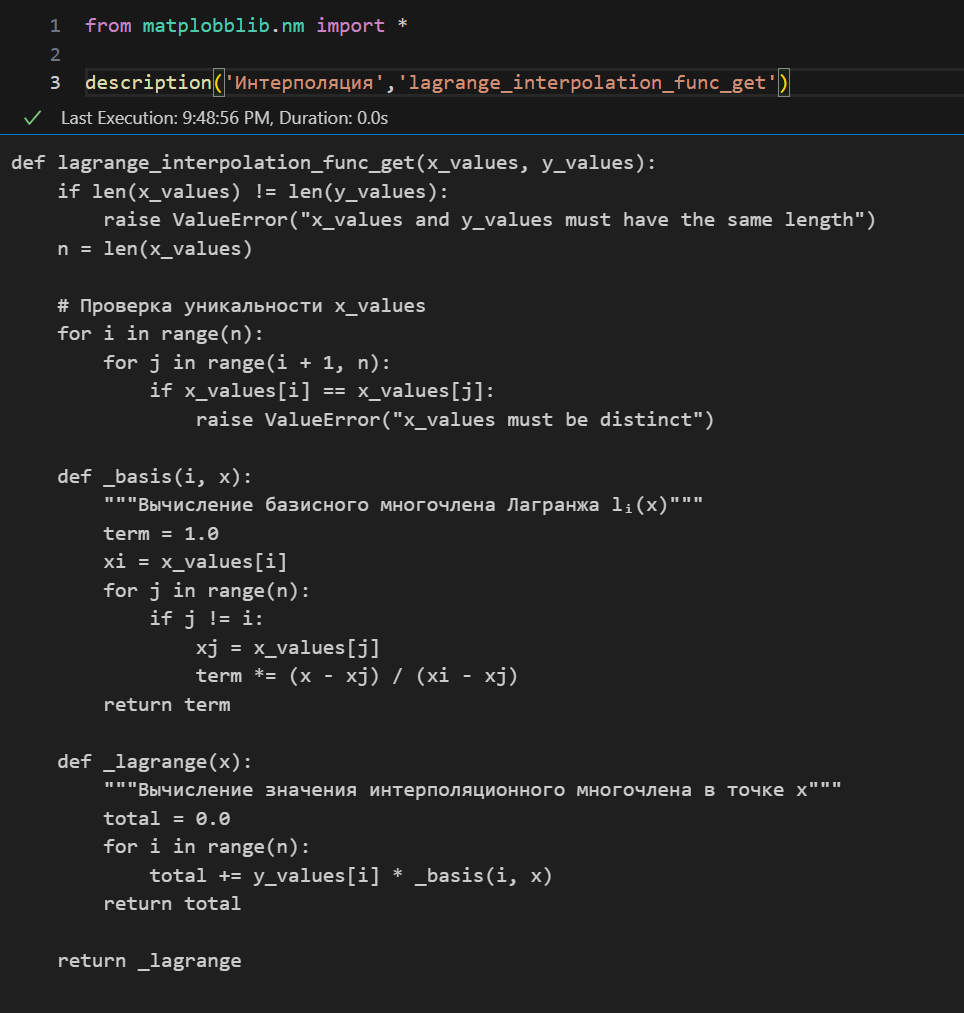 1 from matplobblib.nm import *
2
3 description('Интерполяция','lagrange_interpolation_func_get')
Last Execution: 9:48:56 PM, Duration: 0.0s
def lagrange_interpolation_func_get(x_values, y_values):
    if len(x_values) != len(y_values):
        raise ValueError("x_values and y_values must have the same length")
    n = len(x_values)

    # Проверка уникальности x_values
    for i in range(n):
        for j in range(i + 1, n):
            if x_values[i] == x_values[j]:
                raise ValueError("x_values must be distinct")

    def _basis(i, x):
        """Вычисление базисного многочлена Лагранжа lᵢ(x)"""
        term = 1.0
        xi = x_values[i]
        for j in range(n):
            if j != i:
                xj = x_values[j]
                term *= (x - xj) / (xi - xj)
        return term

    def _lagrange(x):
        """Вычисление значения интерполяционного многочлена в точке x"""
        total = 0.0
        for i in range(n):
            total += y_values[i] * _basis(i, x)
        return total

    return _lagrange